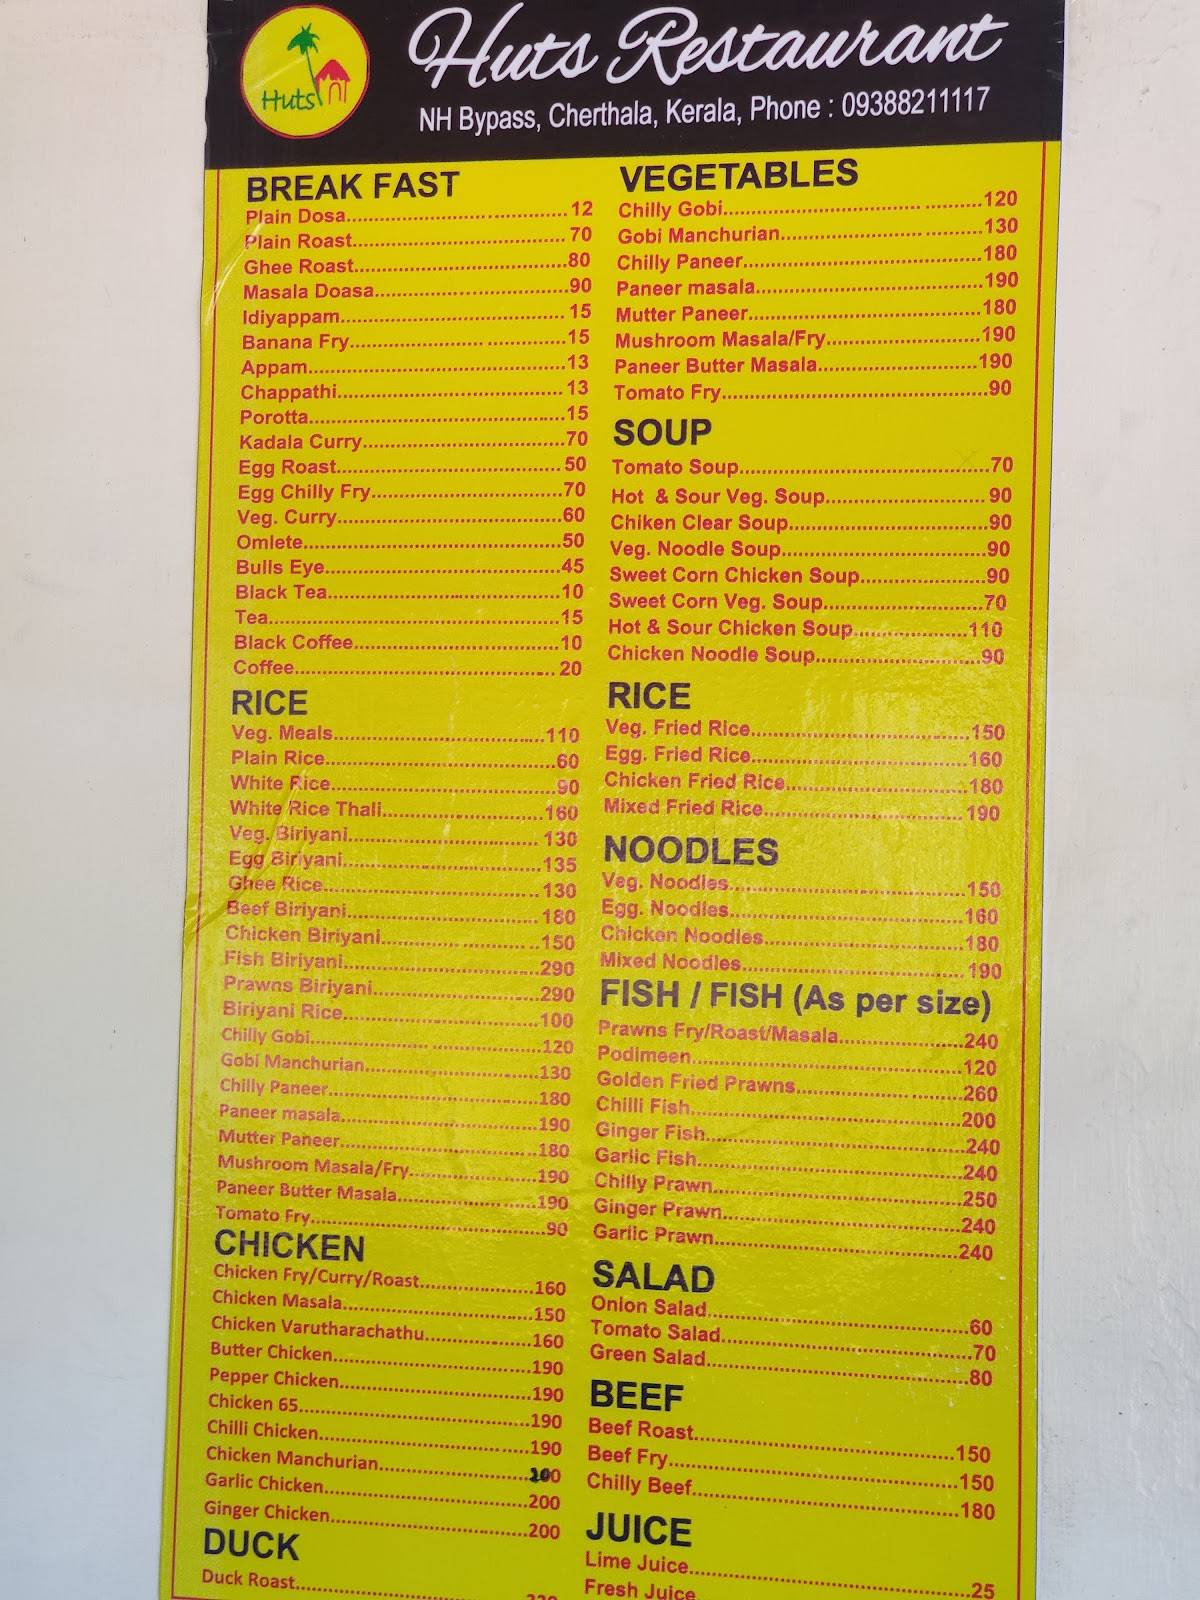 Huts
Huts Restaurant
NH Bypass, Cherthala, Kerala, Phone : 09388211117
BREAK FAST
Plain Dosa.......... 12
Plain Roast.......... 70
Ghee Roast..........80
Masala Doasa..........90
Idiyappam.......... 15
Banana Fry..........15
Appam..........13
Chappathi.......... 13
Porotta..........15
Kadala Curry..........70
Egg Roast.......... 50
Egg Chilly Fry..........70
Veg. Curry..........60
Omlete..........50
Bulls Eye..........45
Black Tea..........10
Tea..........15
Black Coffee..........10
Coffee.......... 20
RICE
Veg. Meals..........110
Plain Rice..........60
White Rice..........90
White Rice Thali..........160
Veg. Biriyani.......... 130
Egg Biriyani..........135
Ghee Rice..........130
Beef Biriyani..........180
Chicken Biriyani..........150
Fish Biriyani..........290
Prawns Biriyani..........290
Biriyani Rice..........100
Chilly Gobi..........120
Gobi Manchurian..........130
Chilly Paneer..........180
Paneer masala..........190
Mutter Paneer..........180
Mushroom Masala/Fry..........190
Paneer Butter Masala..........190
Tomato Fry..........90
CHICKEN
Chicken Fry/Curry/Roast..........160
Chicken Masala..........150
Chicken Varutharachathu..........160
Butter Chicken..........190
Pepper Chicken..........190
Chicken 65..........190
Chilli Chicken..........190
Chicken Manchurian..........200
Garlic Chicken..........200
Ginger Chicken..........200
DUCK
Duck Roast..........
VEGETABLES
Chilly Gobi..........120
Gobi Manchurian..........130
Chilly Paneer..........180
Paneer masala..........190
Mutter Paneer..........180
Mushroom Masala/Fry..........190
Paneer Butter Masala..........190
Tomato Fry..........90
SOUP
Tomato Soup..........70
Hot & Sour Veg. Soup..........90
Chiken Clear Soup..........90
Veg. Noodle Soup..........90
Sweet Corn Chicken Soup..........90
Sweet Corn Veg. Soup..........70
Hot & Sour Chicken Soup..........110
Chicken Noodle Soup..........90
RICE
Veg. Fried Rice..........150
Egg. Fried Rice..........160
Chicken Fried Rice..........180
Mixed Fried Rice.......... 190
NOODLES
Veg. Noodles..........150
Egg. Noodles..........160
Chicken Noodles..........180
Mixed Noodles.......... 190
FISH / FISH (As per size)
Prawns Fry/Roast/Masala..........240
Podimeen..........120
Golden Fried Prawns..........260
Chilli Fish..........200
Ginger Fish..........240
Garlic Fish..........240
Chilly Prawn..........250
Ginger Prawn..........240
Garlic Prawn..........240
SALAD
Onion Salad..........60
Tomato Salad..........70
Green Salad..........80
BEEF
Beef Roast..........150
Beef Fry..........150
Chilly Beef..........180
JUICE
Lime Juice..........25
Fresh Juice